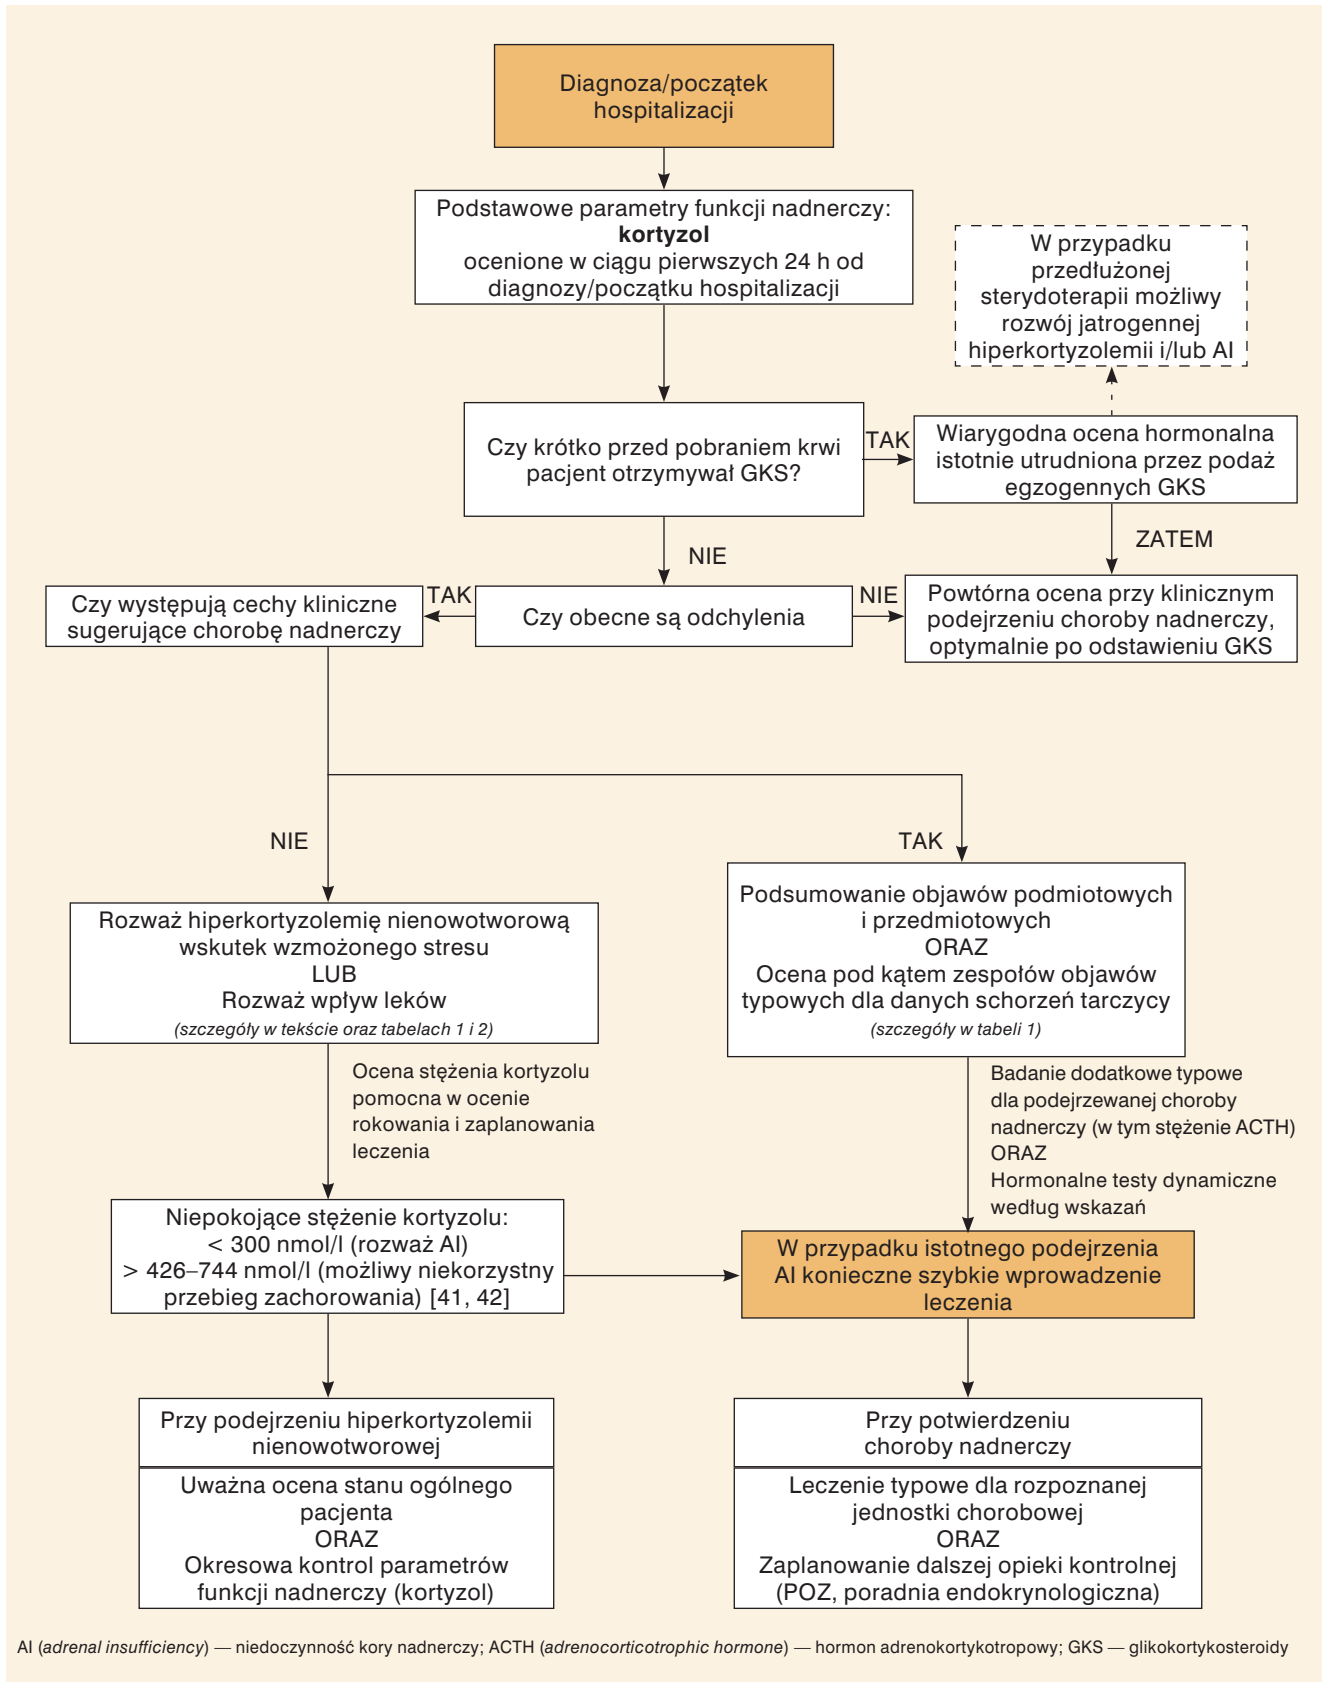 Diagnoza/początek
hospitalizacji
Podstawowe parametry funkcji nadnerczy:
kortyzol
ocenione w ciągu pierwszych 24 h od
diagnozy/początku hospitalizacji
W przypadku
przedłużonej
sterydoterapii możliwy
rozwój jatrogennej
hiperkortyzolemii i/lub AI
Czy krótko przed pobraniem krwi
pacjent otrzymywał GKS?
TAK
Wiarygodna ocena hormonalna
istotnie utrudniona przez podaż
egzogennych GKS
NIE
ZATEM
Czy występują cechy kliniczne
sugerujące chorobę nadnerczy
TAK
Czy obecne są odchylenia
NIE
Powtórna ocena przy klinicznym
podejrzeniu choroby nadnerczy,
optymalnie po odstawieniu GKS
NIE
TAK
Rozważ hiperkortyzolemię nienowotworową
wskutek wzmożonego stresu
LUB
Rozważ wpływ leków
(szczegóły w tekście oraz tabelach 1 i 2)
Podsumowanie objawów podmiotowych
i przedmiotowych
ORAZ
Ocena pod kątem zespołów objawów
typowych dla danych schorzeń tarczycy
(szczegóły w tabeli 1)
Ocena stężenia kortyzolu
pomocna w ocenie
rokowania i zaplanowania
leczenia
Badanie dodatkowe typowe
dla podejrzewanej choroby
nadnerczy (w tym stężenie ACTH)
ORAZ
Hormonalne testy dynamiczne
według wskazań
Niepokojące stężenie kortyzolu:
< 300 nmol/l (rozważ AI)
> 426–744 nmol/l (możliwy niekorzystny
przebieg zachorowania) [41, 42]
W przypadku istotnego podejrzenia
AI konieczne szybkie wprowadzenie
leczenia
Przy podejrzeniu hiperkortyzolemii
nienowotworowej
Uważna ocena stanu ogólnego
pacjenta
ORAZ
Okresowa kontrol parametrów
funkcji nadnerczy (kortyzol)
Przy potwierdzeniu
choroby nadnerczy
Leczenie typowe dla rozpoznanej
jednostki chorobowej
ORAZ
Zaplanowanie dalszej opieki kontrolnej
(POZ, poradnia endokrynologiczna)
AI (adrenal insufficiency) — niedoczynność kory nadnerczy; ACTH (adrenocorticotrophic hormone) — hormon adrenokortykotropowy; GKS — glikokortykosteroidy